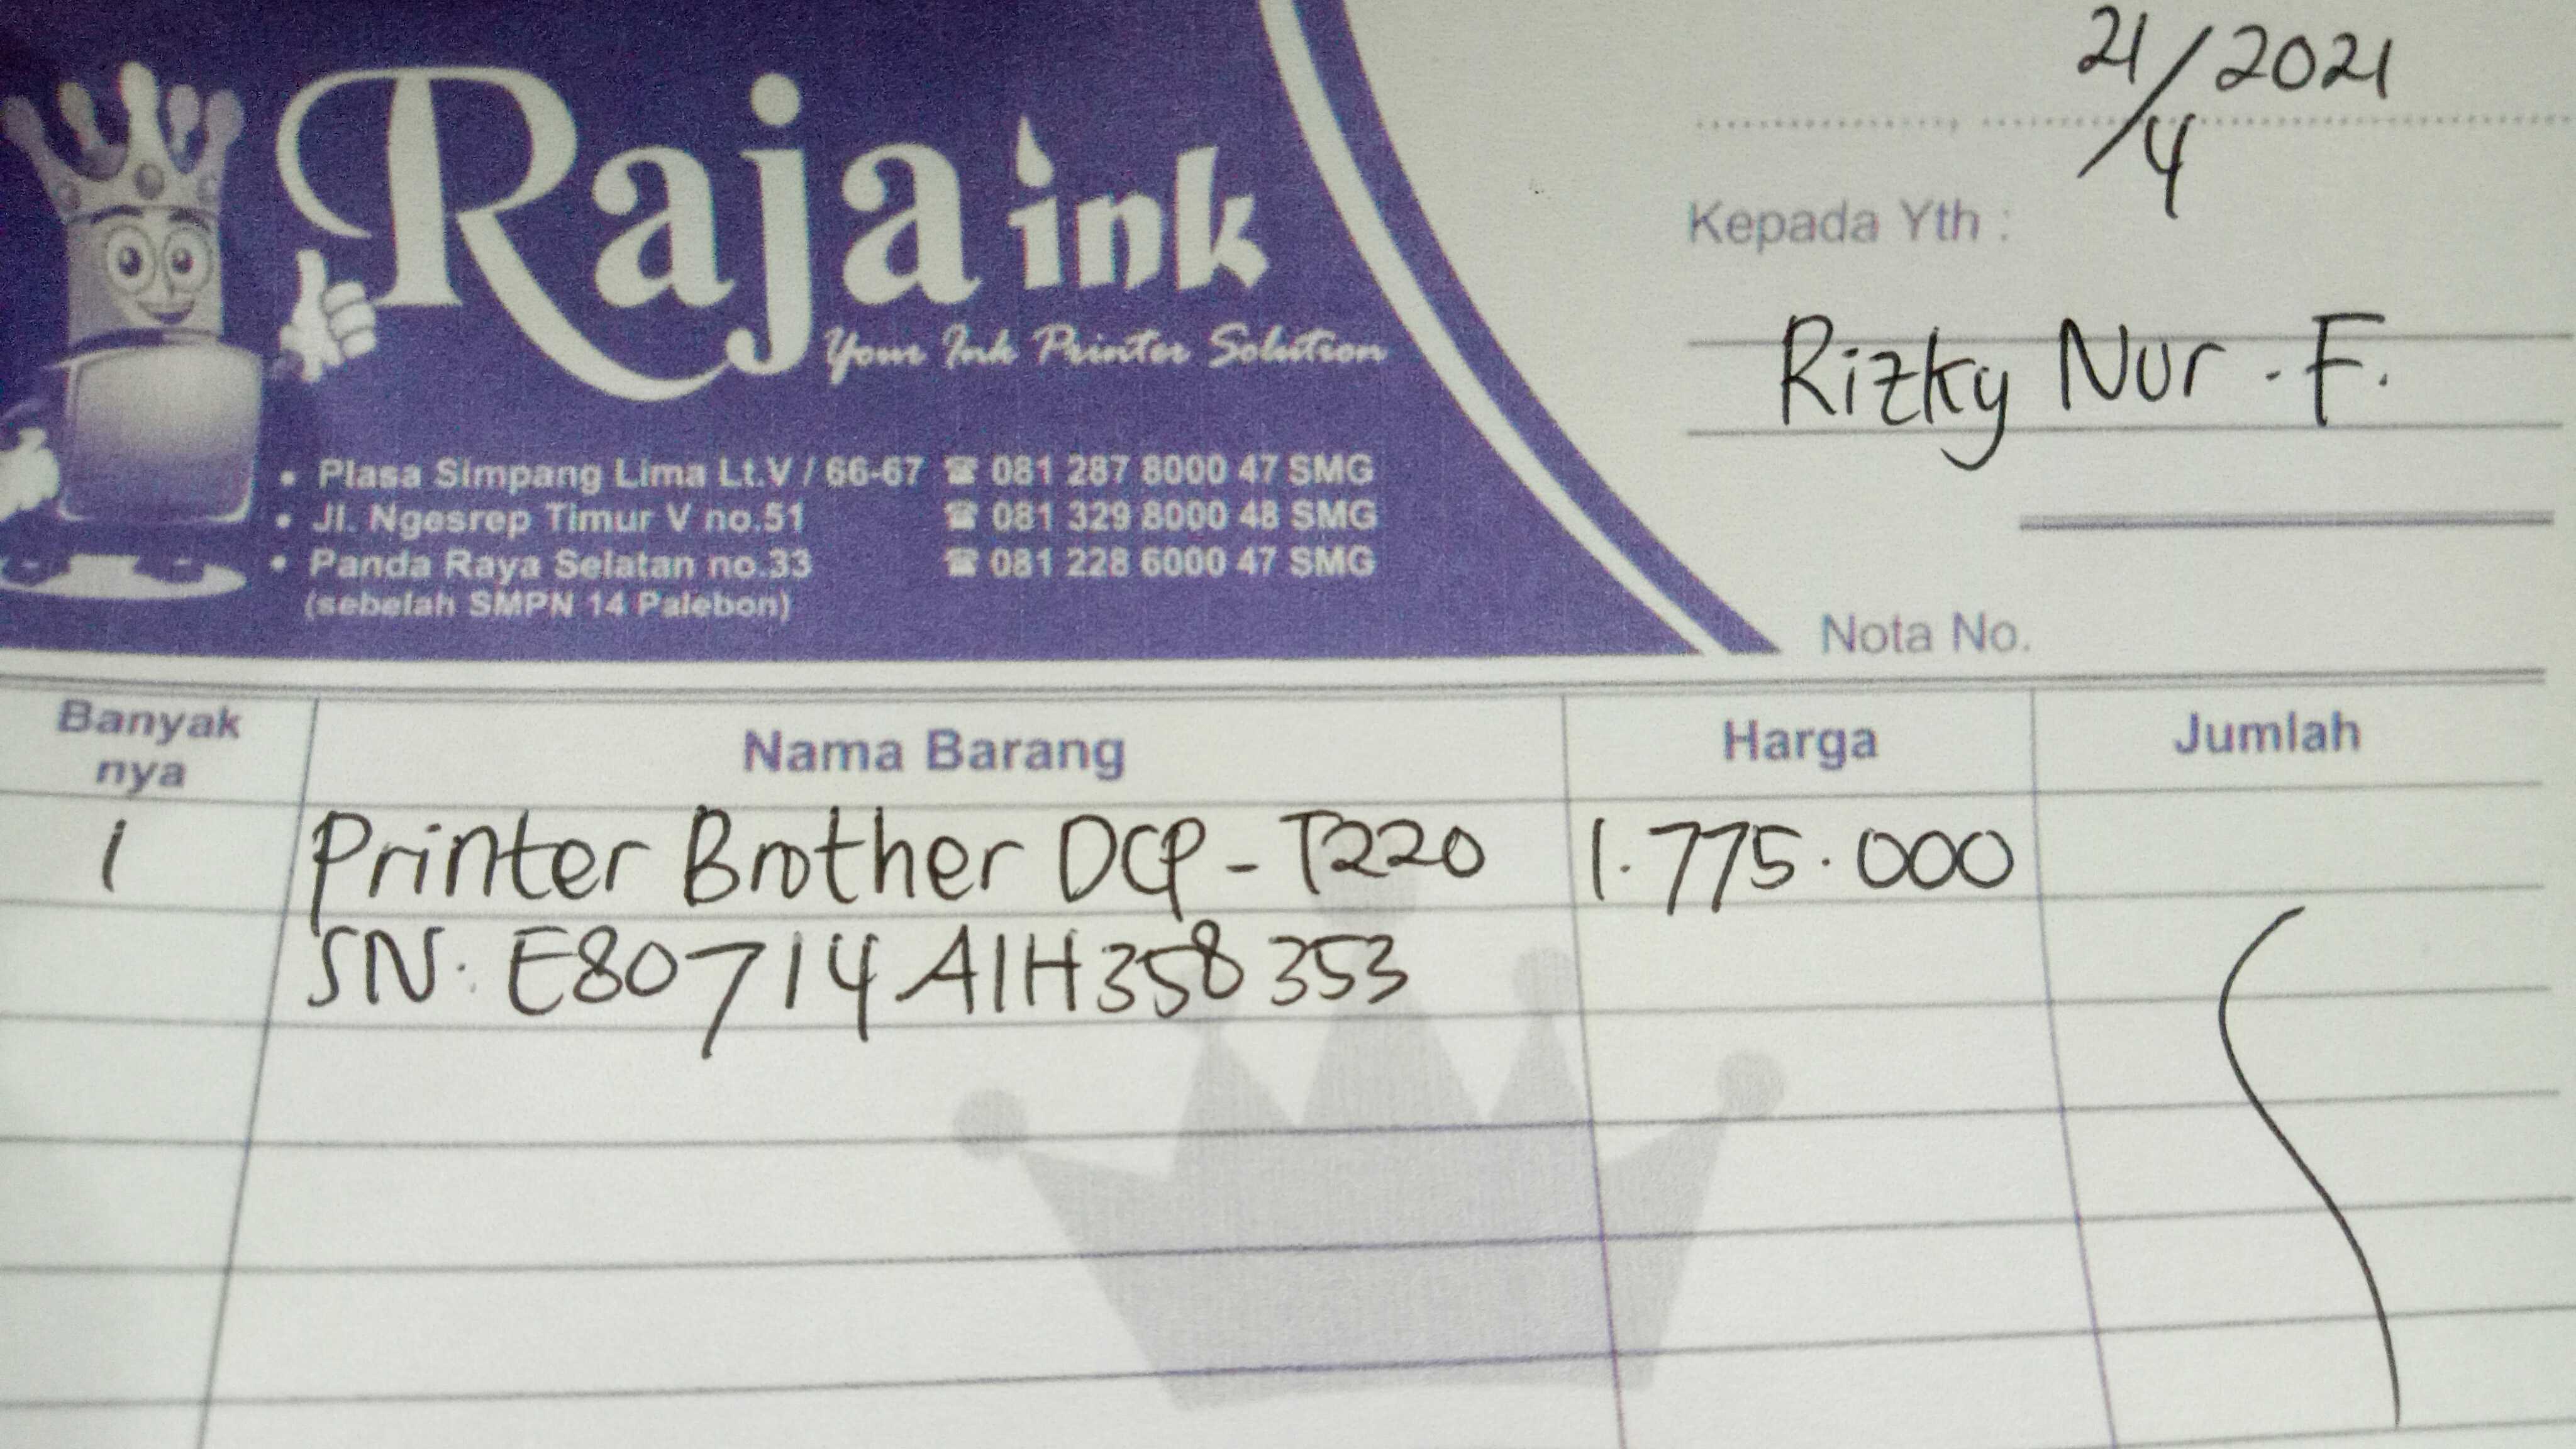 Raja ink
Your Ink Printer Solution
• Plasa Simpang Lima Lt.V / 66-67 ☎ 081 287 8000 47 SMG
• Jl. Ngesrep Timur V no.51 ☎ 081 329 8000 48 SMG
• Panda Raya Selatan no.33 ☎ 081 228 6000 47 SMG
(sebelah SMPN 14 Palebon)
21/4 2021
Kepada Yth :
Rizky Nur . F.
Nota No.
Banyak nya Nama Barang Harga Jumlah
1 Printer Brother DCP - T220 1.775.000
SN: E80714A1H358353